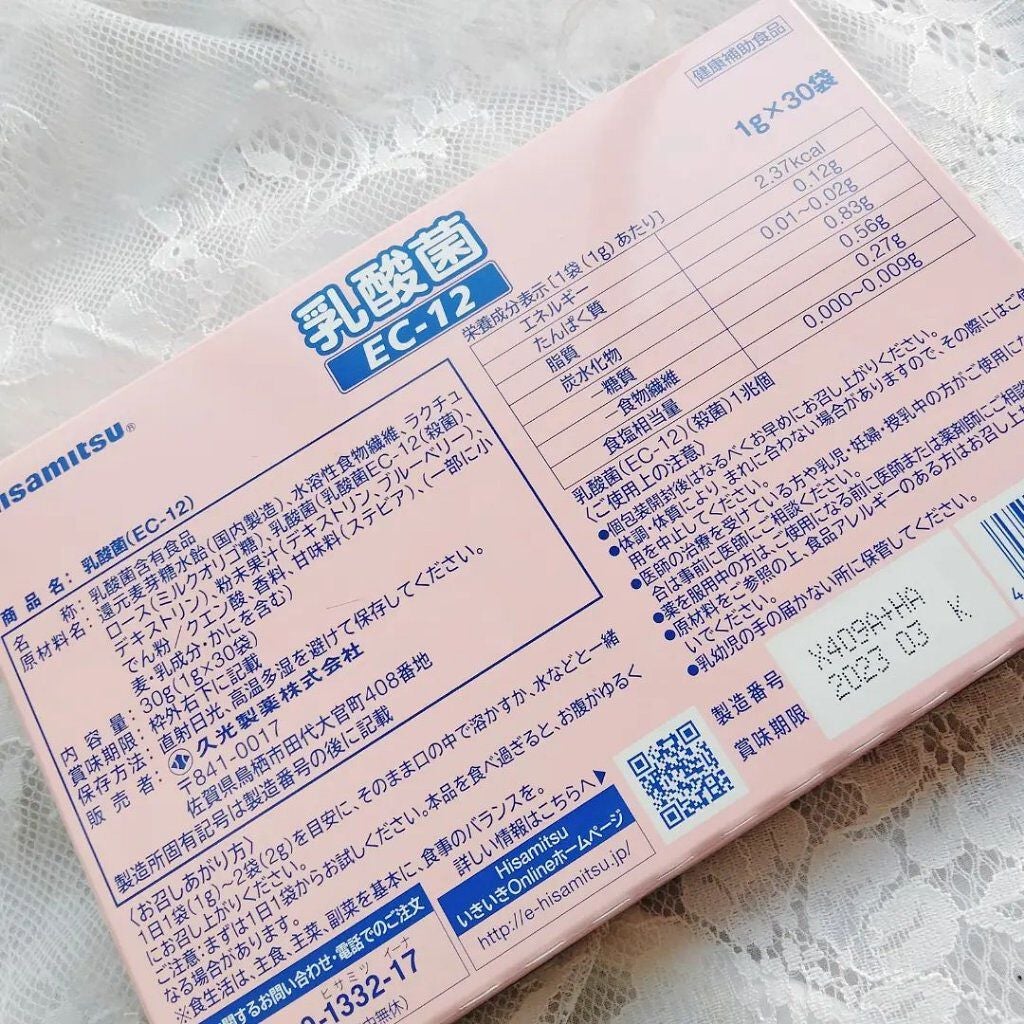 健康補助食品
1g×30袋
乳酸菌
EC-12
Hisamitsu®
栄養成分表示[1袋(1g)あたり]
エネルギー 2.37kcal
たんぱく質 0.12g
脂質 0.01~0.02g
炭水化物 0.83g
-糖質 0.56g
-食物繊維 0.27g
食塩相当量 0.000~0.009g
乳酸菌(EC-12)(殺菌)1兆個
〈ご使用上の注意〉
●個包装開封後はなるべくお早めにお召し上がりください。
●体調・体質により、まれに合わない場合がありますので、その際にはご使
用を中止してください。
●医師の治療を受けている方や乳児・妊婦・授乳中の方がご使用にな
る場合は事前に医師にご相談ください。
●薬を服用中の方は、ご使用になる前に医師または薬剤師にご相談
ください。
●原材料をご参照の上、食品アレルギーのある方はお召し上
いでください。
●乳幼児の手の届かない所に保管してください。
商品名: 乳酸菌(EC-12)
名 称: 乳酸菌含有食品
原材料名: 還元麦芽糖水飴(国内製造)、水溶性食物繊維、ラクチュ
ロース(ミルクオリゴ糖)、乳酸菌(乳酸菌EC-12(殺菌)、
デキストリン)、粉末果汁(デキストリン、ブルーベリー)、
でん粉/クエン酸、香料、甘味料(ステビア)、(一部に小
麦・乳成分・かにを含む)
内容量: 30g(1g×30袋)
賞味期限: 枠外右下に記載
保存方法: 直射日光、高温多湿を避けて保存してください。
販売者: 久光製薬株式会社
〒841-0017
佐賀県鳥栖市田代大官町408番地
製造所固有記号は製造番号の後に記載
〈お召しあがり方〉
1日1袋(1g)~2袋(2g)を目安に、そのまま口の中で溶かすか、水などと一緒
にお召し上がりください。
ご注意:まずは1日1袋からお試しください。本品を食べ過ぎると、お腹がゆるく
なる場合があります。
※食生活は、主食、主菜、副菜を基本に、食事のバランスを。
関するお問い合わせ・電話でのご注文
ヒサミツ イーナ
0-1332-17
中無休)
詳しい情報はこちらへ▶
Hisamitsu
いきいきOnlineホームページ
http://e-hisamitsu.jp/
製造番号 X409A+HA
賞味期限 2023 03 K
4